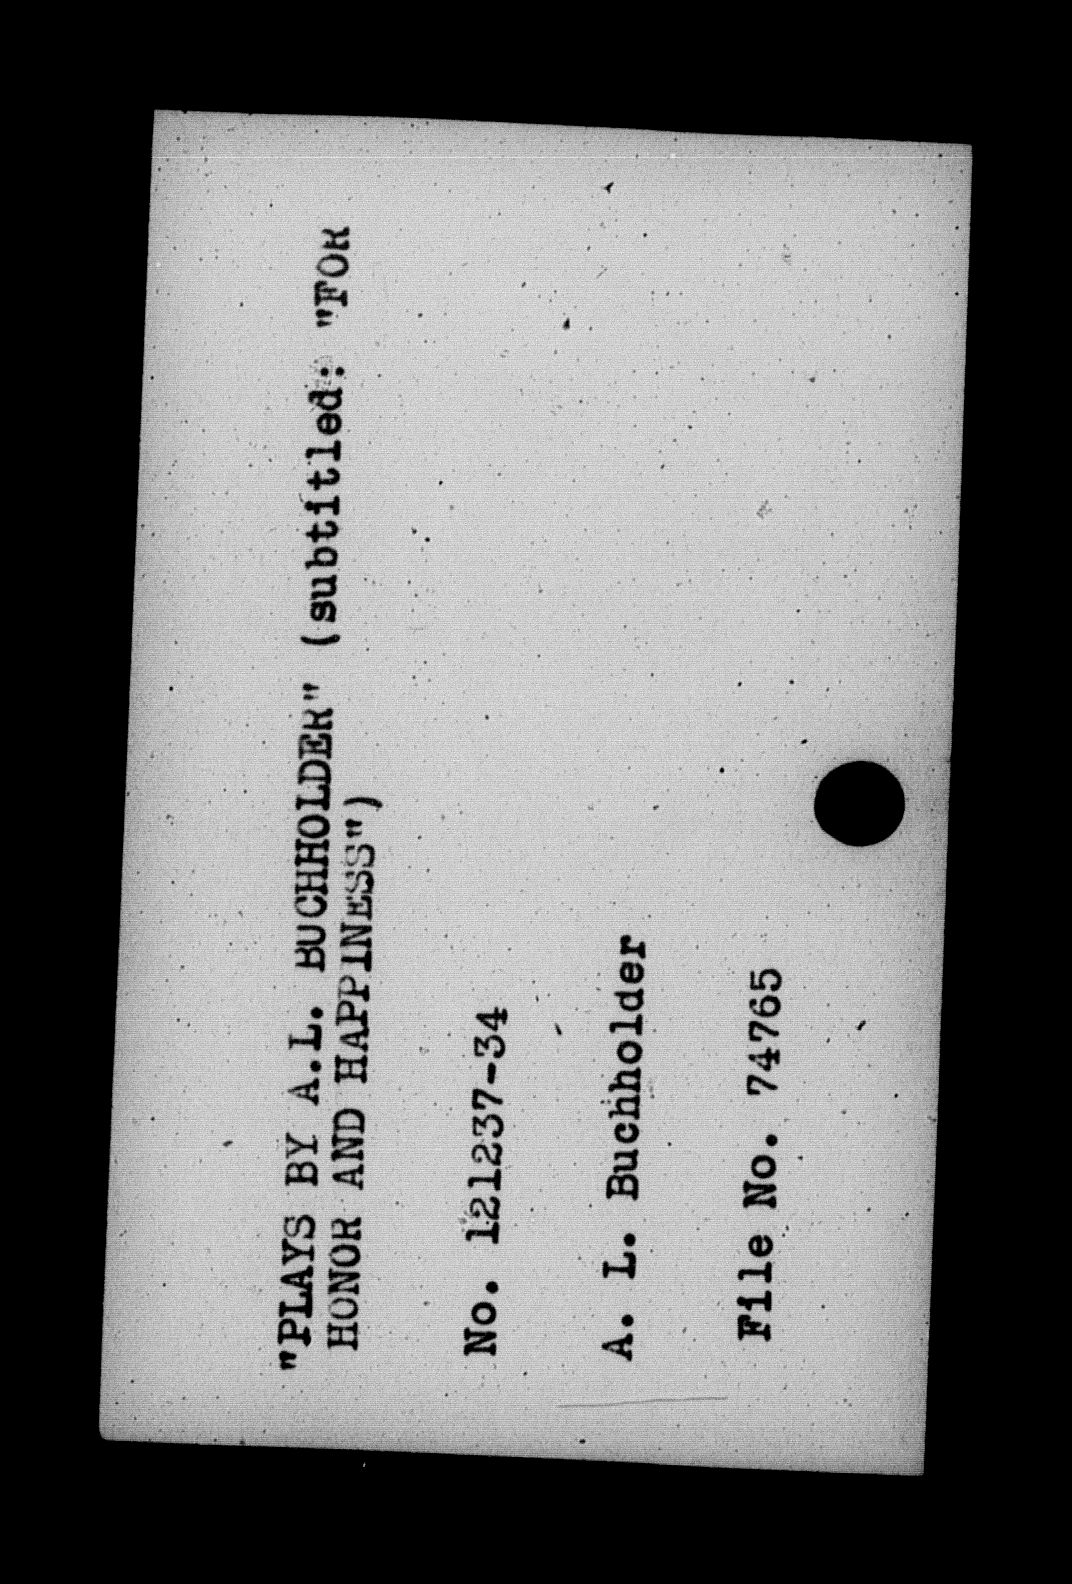 "PLAYS BY A.L. BUCHHOLDER" (subtitled: "FOR
HONOR AND HAPPINESS")
No. 121237-34
A. L. Buchholder
File No. 74765